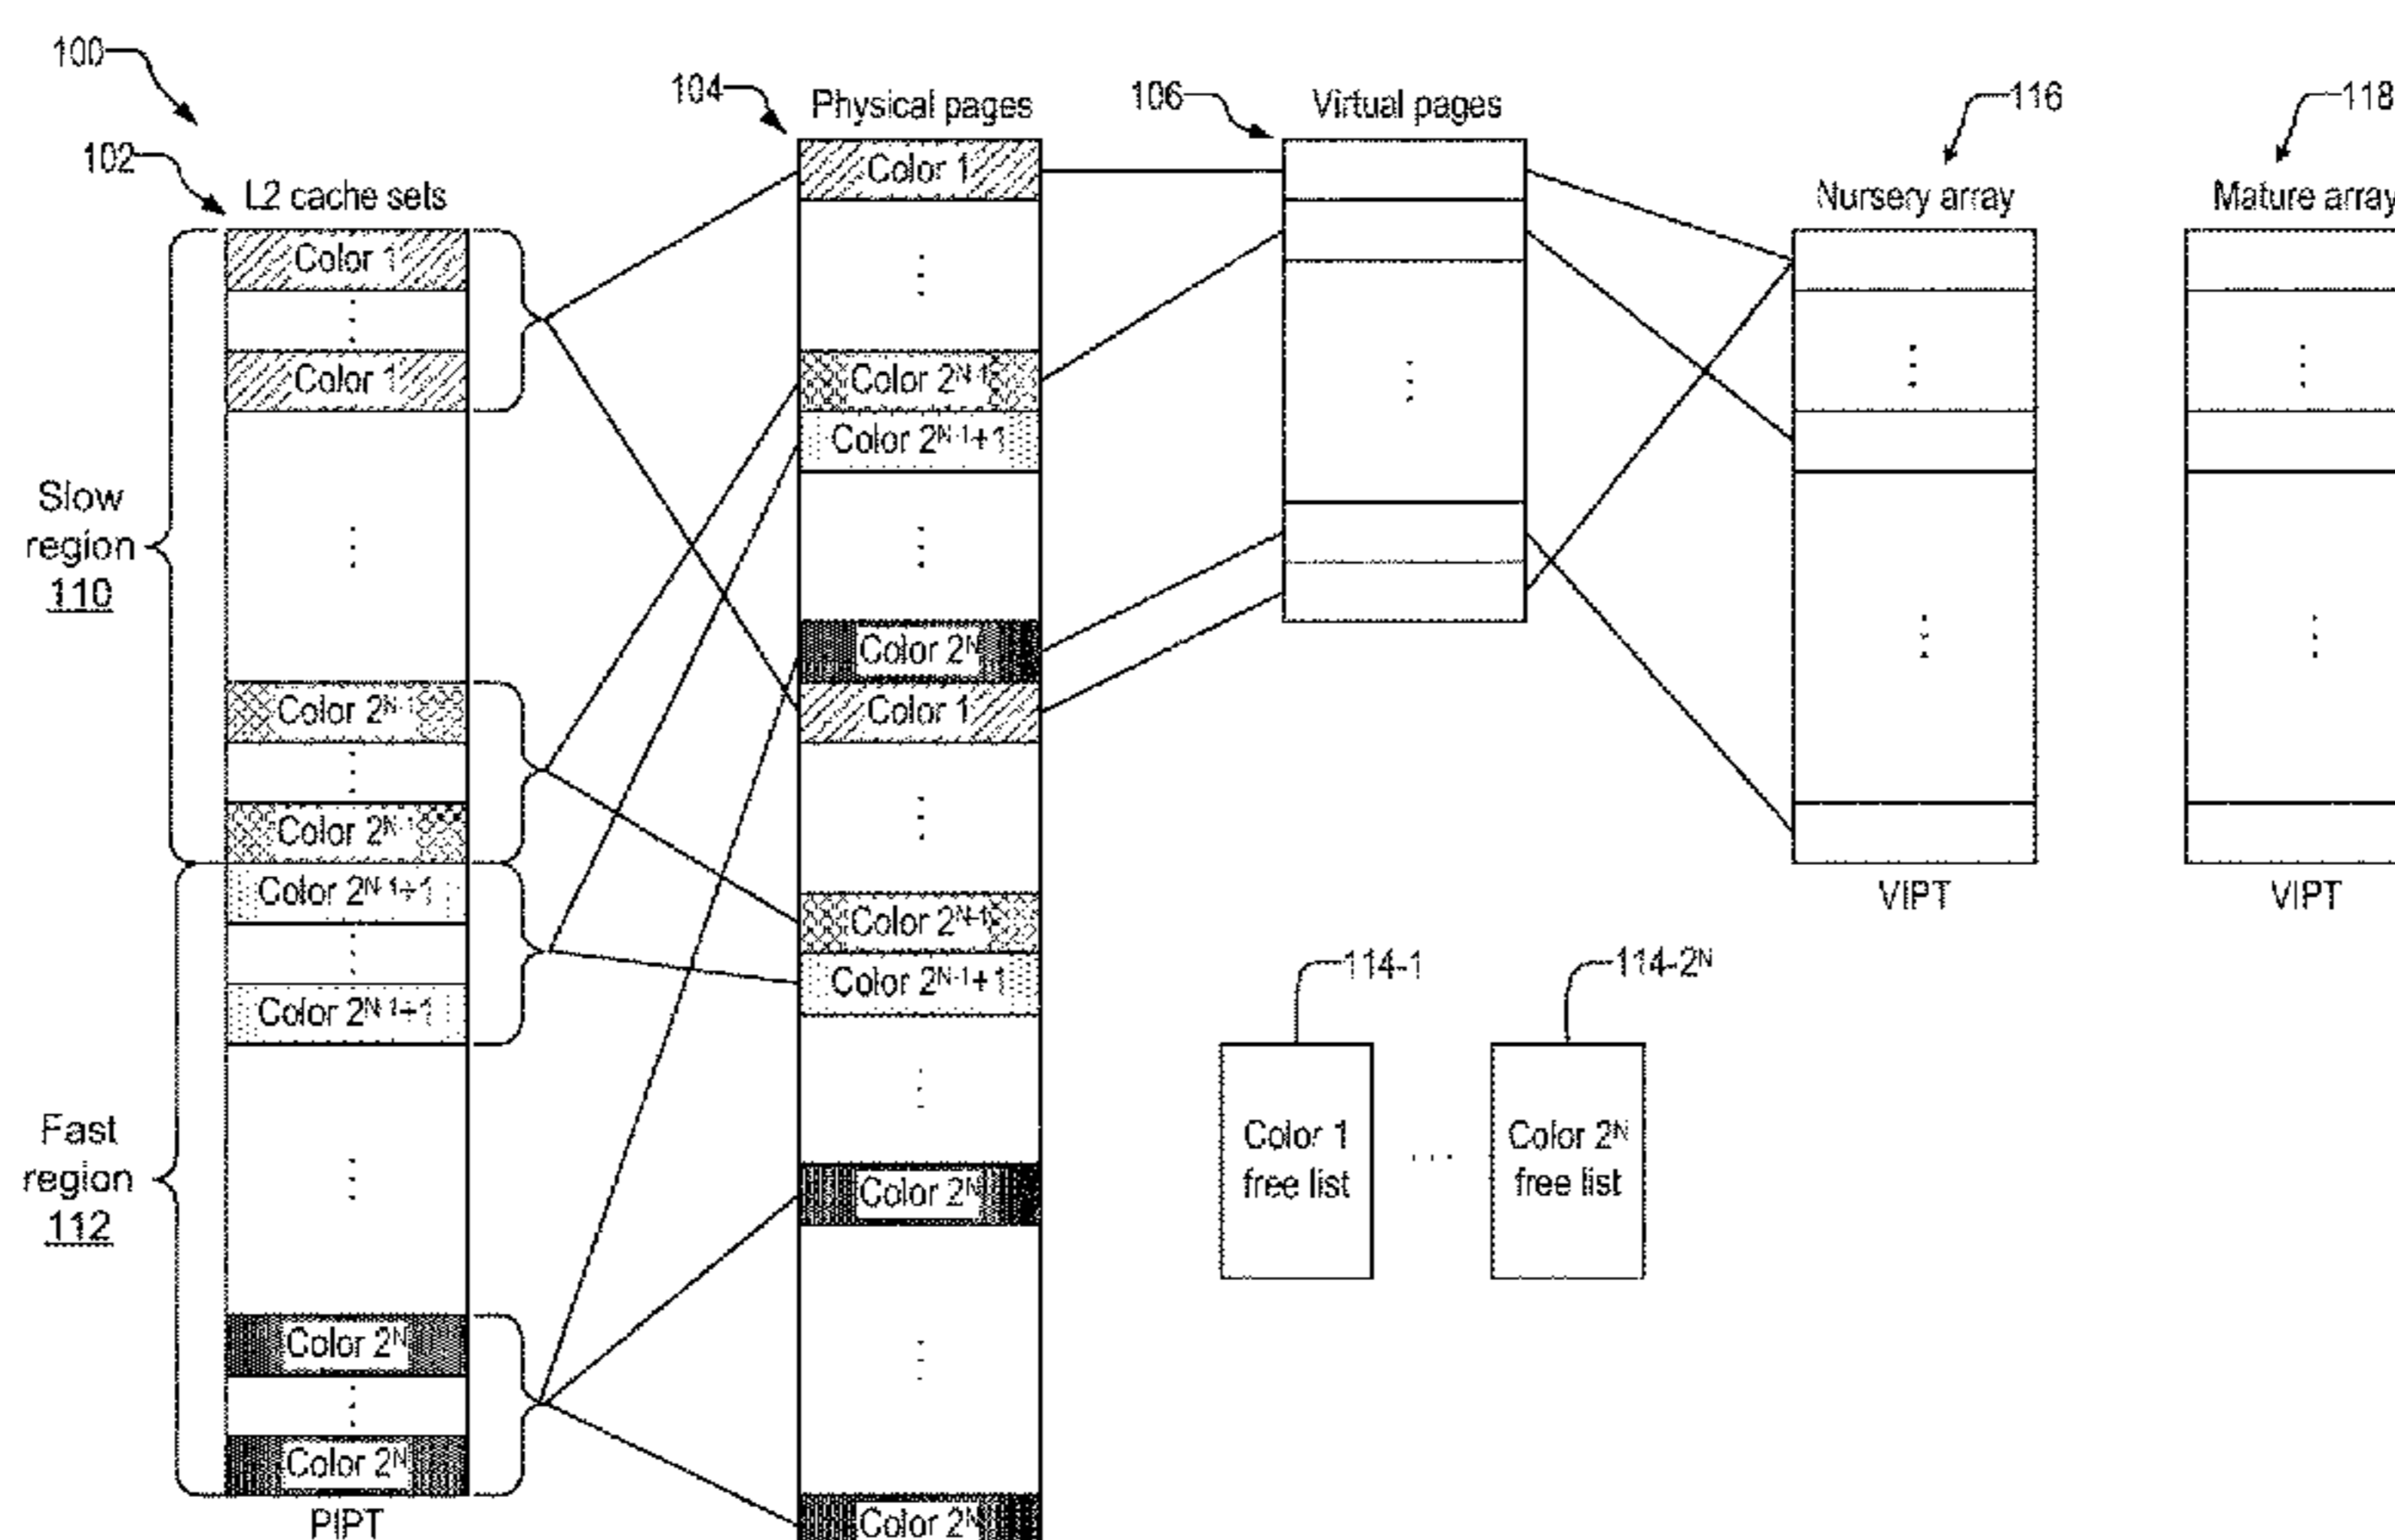 100
102
L2 cache sets
Color 1
Color 1
Slow
region
110
Color 2ᴺ⁻¹
Color 2ᴺ⁻¹
Color 2ᴺ⁻¹+1
Color 2ᴺ⁻¹+1
Fast
region
112
Color 2ᴺ
Color 2ᴺ
PIPT
104
Physical pages
Color 1
Color 2ᴺ⁻¹
Color 2ᴺ⁻¹+1
Color 2ᴺ
Color 1
Color 2ᴺ⁻¹
Color 2ᴺ⁻¹+1
Color 2ᴺ
Color 2ᴺ
106
Virtual pages
116
Nursery array
VIPT
118
Mature array
VIPT
114-1
Color 1
free list
...
114-2ᴺ
Color 2ᴺ
free list